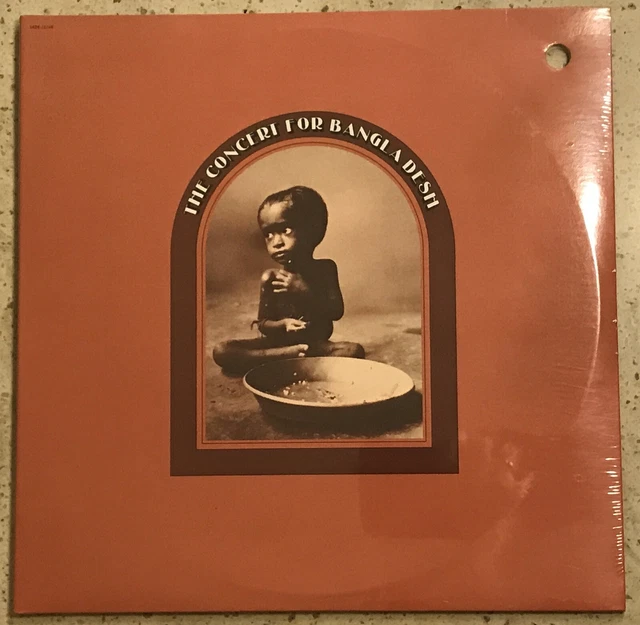 THE CONCERT FOR BANGLA DESH